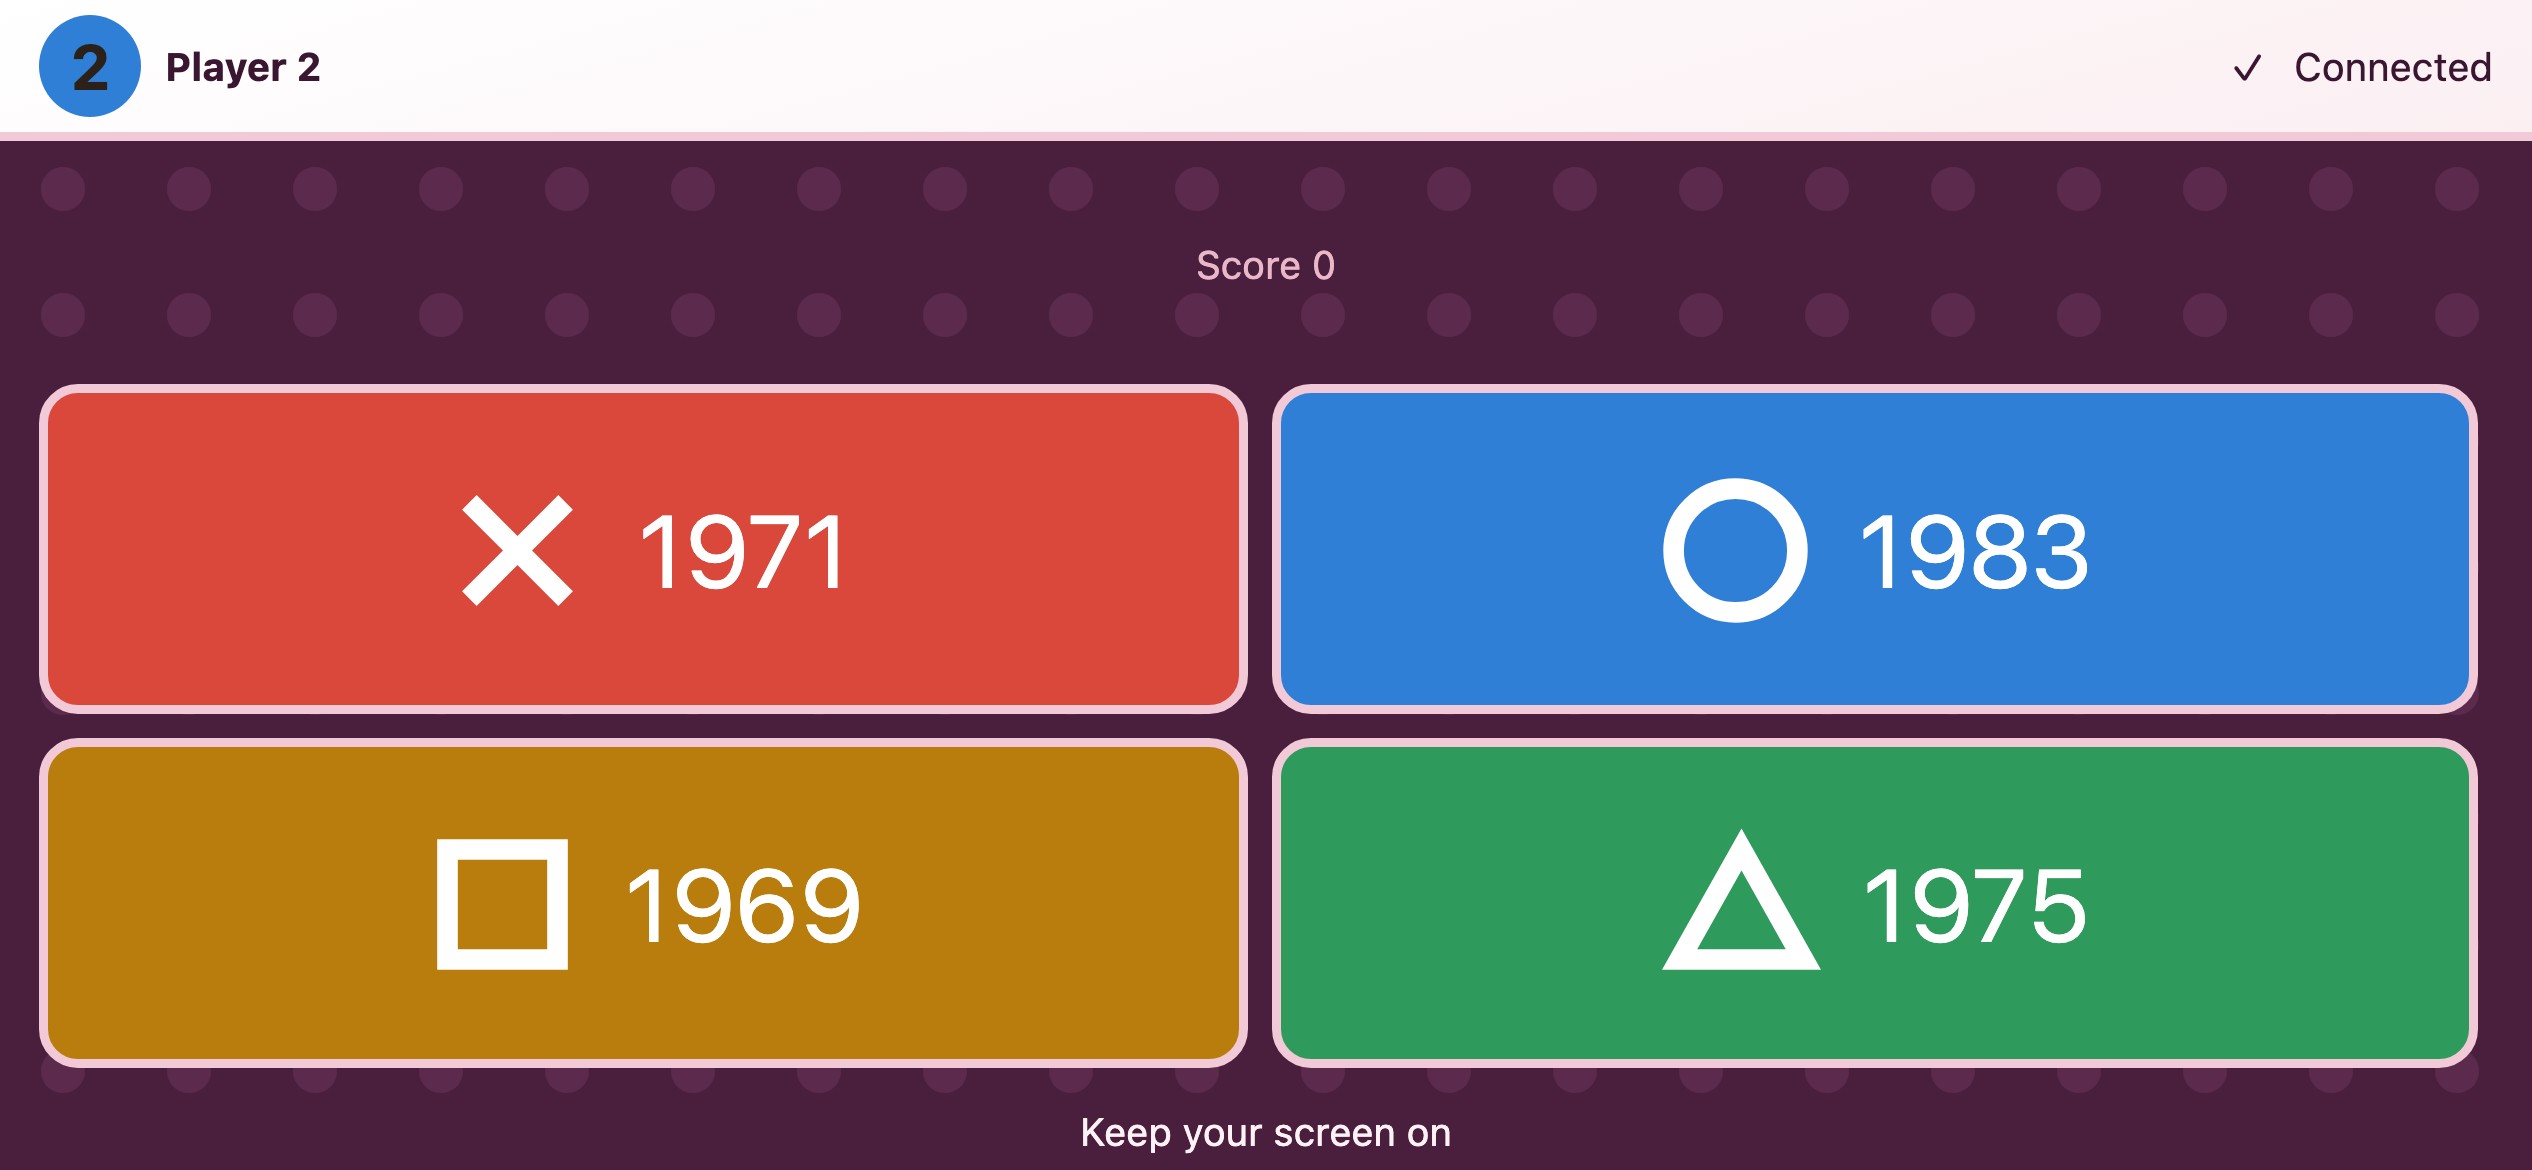 2 Player 2
✓ Connected
Score 0
1971
1983
1969
1975
Keep your screen on